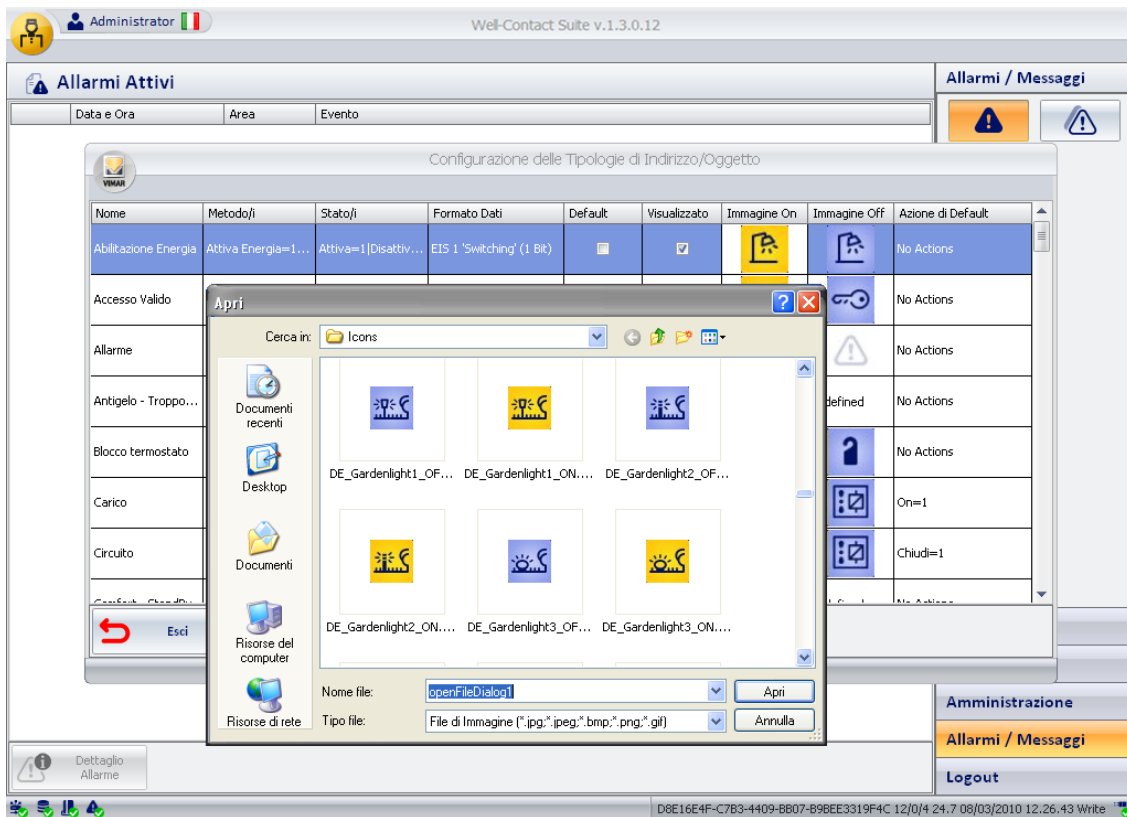 Administrator
Well-Contact Suite v.1.3.0.12
Allarmi Attivi
Allarmi / Messaggi
Data e Ora Area Evento
Configurazione delle Tipologie di Indirizzo/Oggetto
VIMAR
Nome Metodo/i Stato/i Formato Dati Default Visualizzato Immagine On Immagine Off Azione di Default
Abilitazione Energia Attiva Energia=1... Attiva=1|Disattiv... EIS 1 'Switching' (1 Bit) No Actions
Accesso Valido No Actions
Allarme No Actions
Antigelo - Troppo... defined No Actions
Blocco termostato No Actions
Carico On=1
Circuito Chiudi=1
Esci
Apri
Cerca in: Icons
Documenti recenti
Desktop
Documenti
Risorse del computer
Risorse di rete
DE_Gardenlight1_OF... DE_Gardenlight1_ON.... DE_Gardenlight2_OF...
DE_Gardenlight2_ON.... DE_Gardenlight3_OF... DE_Gardenlight3_ON....
Nome file: openFileDialog1 Apri
Tipo file: File di Immagine (*.jpg;*.jpeg;*.bmp;*.png;*.gif) Annulla
Amministrazione
Allarmi / Messaggi
Logout
Dettaglio
Allarme
D8E16E4F-C7B3-4409-BB07-B9BEE3319F4C 12/0/4 24.7 08/03/2010 12.26.43 Write